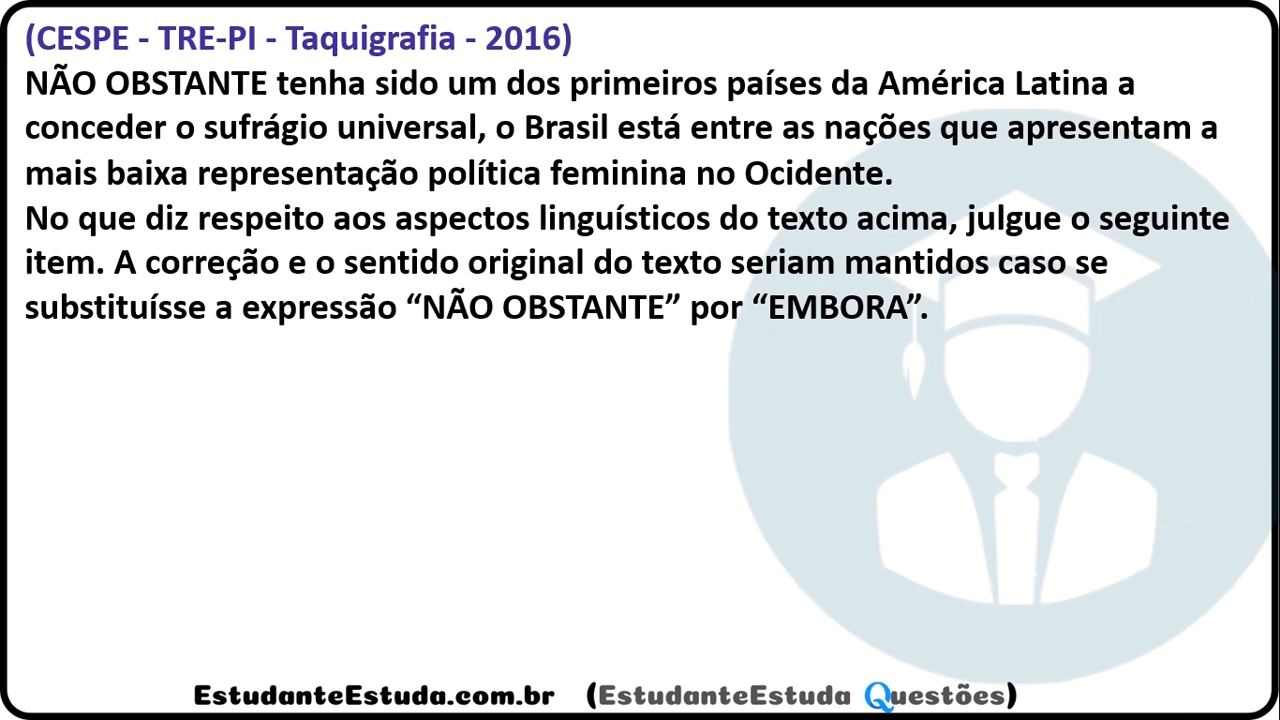 (CESPE - TRE-PI - Taquigrafia - 2016)
NÃO OBSTANTE tenha sido um dos primeiros países da América Latina a
conceder o sufrágio universal, o Brasil está entre as nações que apresentam a
mais baixa representação política feminina no Ocidente.
No que diz respeito aos aspectos linguísticos do texto acima, julgue o seguinte
item. A correção e o sentido original do texto seriam mantidos caso se
substituísse a expressão “NÃO OBSTANTE” por “EMBORA”.
EstudanteEstuda.com.br (EstudanteEstuda Questões)